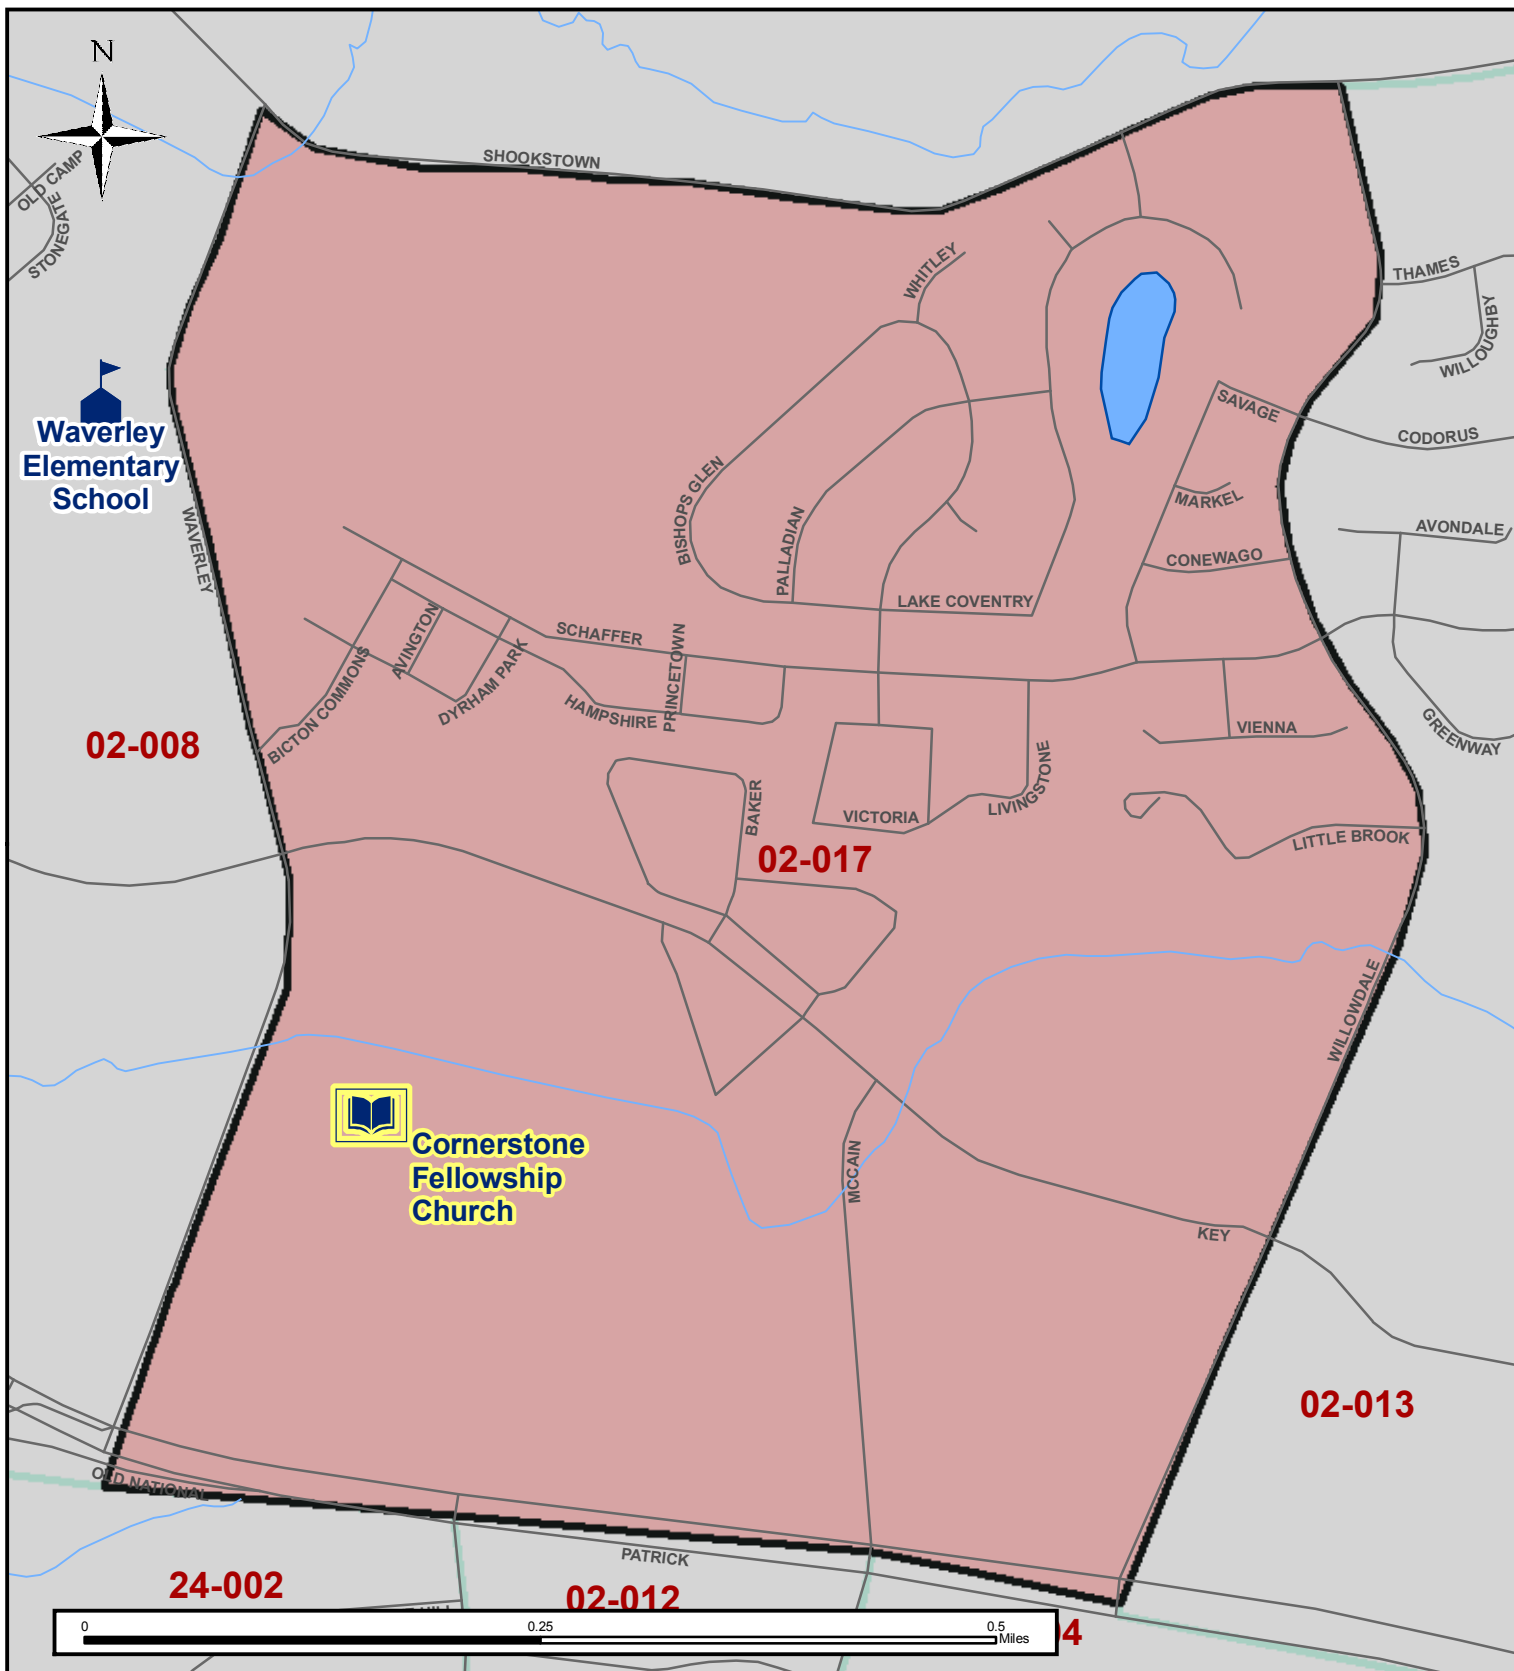 N
SHOOKSTOWN
OLD CAMP
STONEGATE
WHITLEY
THAMES
WILLOUGHBY
Waverley
Elementary
School
SAVAGE
CODORUS
WAVERLEY
BISHOPS GLEN
PALLADIAN
MARKEL
AVONDALE
CONEWAGO
LAKE COVENTRY
SCHAFFER
AVINGTON
PRINCETOWN
DYRHAM PARK
BICTON COMMONS
HAMPSHIRE
VIENNA
GREENWAY
02-008
BAKER
VICTORIA
LIVINGSTONE
LITTLE BROOK
02-017
WILLOWDALE
Cornerstone
Fellowship
Church
MCCAIN
KEY
02-013
OLD NATIONAL
PATRICK
24-002
02-012
0 0.25 0.5
Miles
04